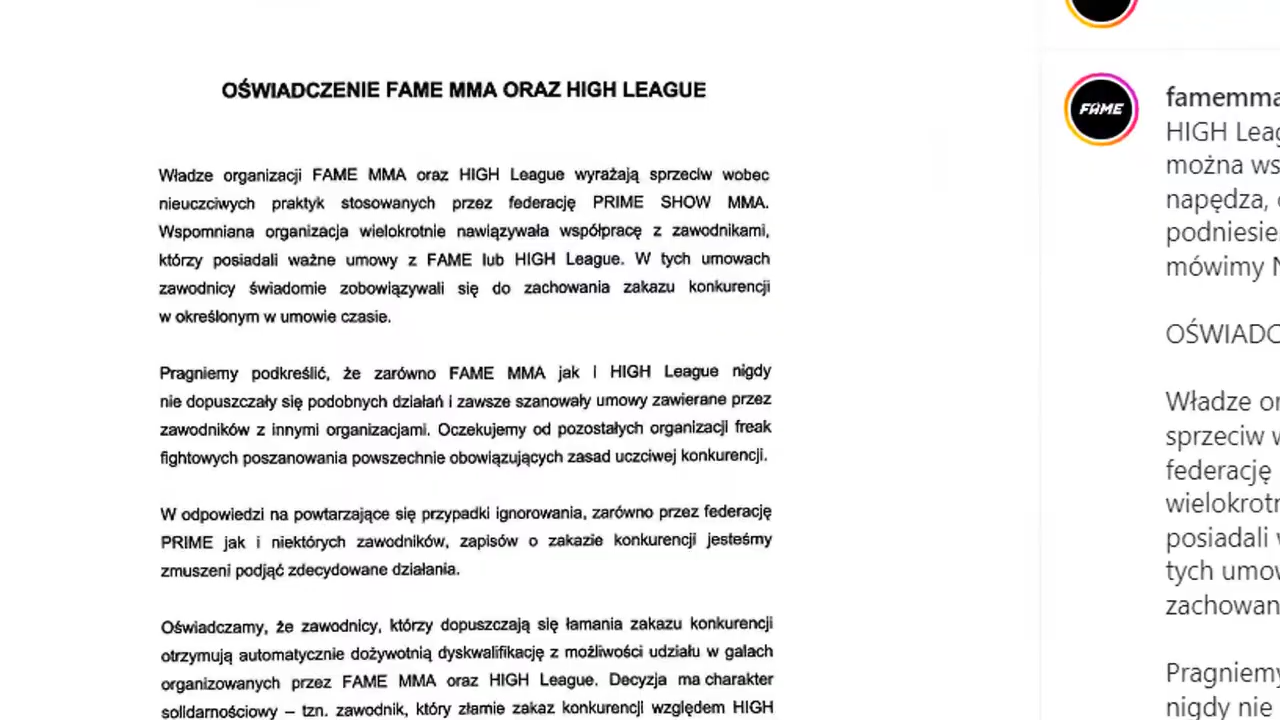 OŚWIADCZENIE FAME MMA ORAZ HIGH LEAGUE
Władze organizacji FAME MMA oraz HIGH League wyrażają sprzeciw wobec
nieuczciwych praktyk stosowanych przez federację PRIME SHOW MMA.
Wspomniana organizacja wielokrotnie nawiązywała współpracę z zawodnikami,
którzy posiadali ważne umowy z FAME lub HIGH League. W tych umowach
zawodnicy świadomie zobowiązywali się do zachowania zakazu konkurencji
w określonym w umowie czasie.
Pragniemy podkreślić, że zarówno FAME MMA jak i HIGH League nigdy
nie dopuszczały się podobnych działań i zawsze szanowały umowy zawierane przez
zawodników z innymi organizacjami. Oczekujemy od pozostałych organizacji freak
fightowych poszanowania powszechnie obowiązujących zasad uczciwej konkurencji.
W odpowiedzi na powtarzające się przypadki ignorowania, zarówno przez federację
PRIME jak i niektórych zawodników, zapisów o zakazie konkurencji jesteśmy
zmuszeni podjąć zdecydowane działania.
Oświadczamy, że zawodnicy, którzy dopuszczają się łamania zakazu konkurencji
otrzymują automatycznie dożywotnią dyskwalifikację z możliwości udziału w galach
organizowanych przez FAME MMA oraz HIGH League. Decyzja ma charakter
solidarnościowy – tzn. zawodnik, który złamie zakaz konkurencji względem HIGH
FAME
famemma
HIGH Leag
można ws
napędza,
podniesie
mówimy N
OŚWIADC
Władze or
sprzeciw w
federację
wielokrotn
posiadali w
tych umow
zachowan
Pragniemy
nigdy nie